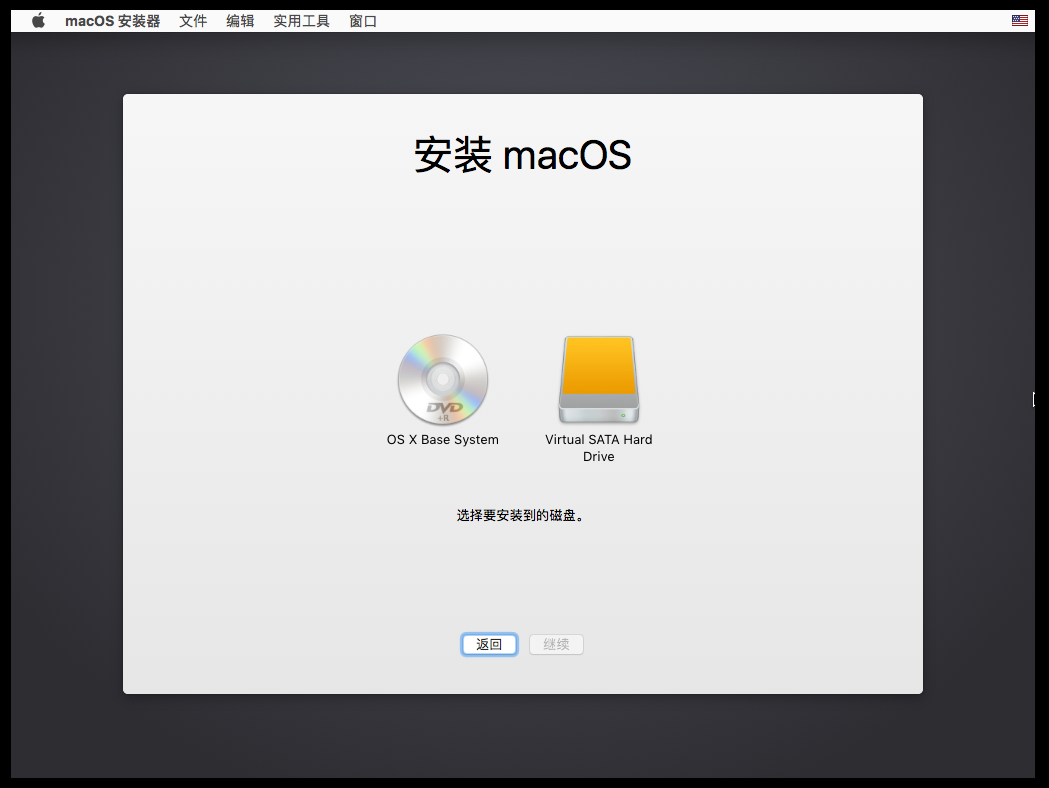 macOS 安装器 文件 编辑 实用工具 窗口
安装 macOS
DVD
+R
OS X Base System
Virtual SATA Hard
Drive
选择要安装到的磁盘。
返回 继续